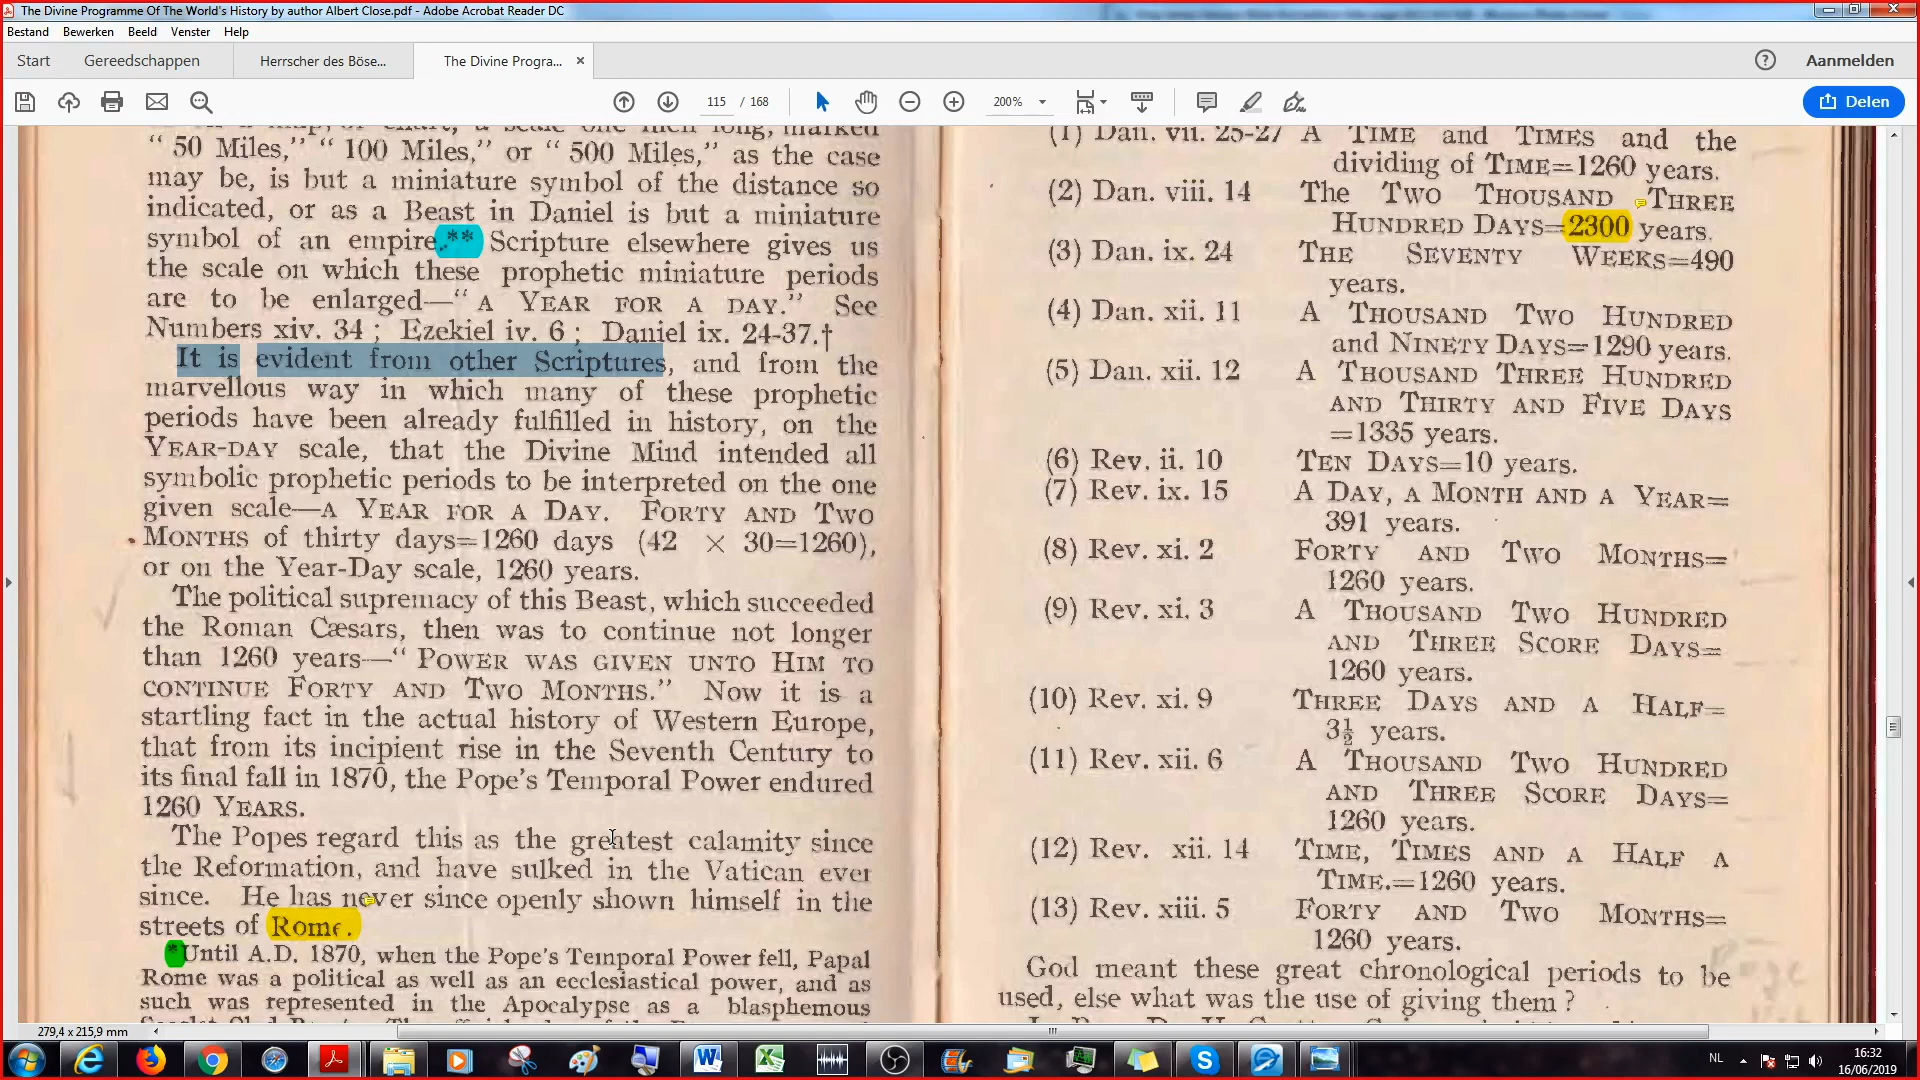 The Divine Programme Of The World's History by author Albert Close.pdf - Adobe Acrobat Reader DC
Bestand Bewerken Beeld Venster Help
Start Gereedschappen Herrscher des Böse... The Divine Progra... × Aanmelden
115 / 168 200% Delen
" 50 Miles," " 100 Miles," or " 500 Miles," as the case
may be, is but a miniature symbol of the distance so
indicated, or as a Beast in Daniel is but a miniature
symbol of an empire.** Scripture elsewhere gives us
the scale on which these prophetic miniature periods
are to be enlarged—" A YEAR FOR A DAY." See
Numbers xiv. 34 ; Ezekiel iv. 6 ; Daniel ix. 24-37.†
It is evident from other Scriptures, and from the
marvellous way in which many of these prophetic
periods have been already fulfilled in history, on the
YEAR-DAY scale, that the Divine Mind intended all
symbolic prophetic periods to be interpreted on the one
given scale—A YEAR FOR A DAY. FORTY AND TWO
MONTHS of thirty days=1260 days (42 × 30=1260),
or on the Year-Day scale, 1260 years.
The political supremacy of this Beast, which succeeded
the Roman Cæsars, then was to continue not longer
than 1260 years—" POWER WAS GIVEN UNTO HIM TO
CONTINUE FORTY AND TWO MONTHS." Now it is a
startling fact in the actual history of Western Europe,
that from its incipient rise in the Seventh Century to
its final fall in 1870, the Pope's Temporal Power endured
1260 YEARS.
The Popes regard this as the greatest calamity since
the Reformation, and have sulked in the Vatican ever
since. He has never since openly shown himself in the
streets of Rome.
*Until A.D. 1870, when the Pope's Temporal Power fell, Papal
Rome was a political as well as an ecclesiastical power, and as
such was represented in the Apocalypse as a blasphemous
(1) Dan. vii. 25-27 A TIME and TIMES and the
dividing of TIME=1260 years.
(2) Dan. viii. 14 The TWO THOUSAND THREE
HUNDRED DAYS=2300 years.
(3) Dan. ix. 24 THE SEVENTY WEEKS=490
years.
(4) Dan. xii. 11 A THOUSAND TWO HUNDRED
and NINETY DAYS=1290 years.
(5) Dan. xii. 12 A THOUSAND THREE HUNDRED
AND THIRTY AND FIVE DAYS
=1335 years.
(6) Rev. ii. 10 TEN DAYS=10 years.
(7) Rev. ix. 15 A DAY, A MONTH AND A YEAR=
391 years.
(8) Rev. xi. 2 FORTY AND TWO MONTHS=
1260 years.
(9) Rev. xi. 3 A THOUSAND TWO HUNDRED
AND THREE SCORE DAYS=
1260 years.
(10) Rev. xi. 9 THREE DAYS AND A HALF=
3½ years.
(11) Rev. xii. 6 A THOUSAND TWO HUNDRED
AND THREE SCORE DAYS=
1260 years.
(12) Rev. xii. 14 TIME, TIMES AND A HALF A
TIME.=1260 years.
(13) Rev. xiii. 5 FORTY AND TWO MONTHS=
1260 years.
God meant these great chronological periods to be
used, else what was the use of giving them ?
279,4 x 215,9 mm
NL 16:32
16/06/2019